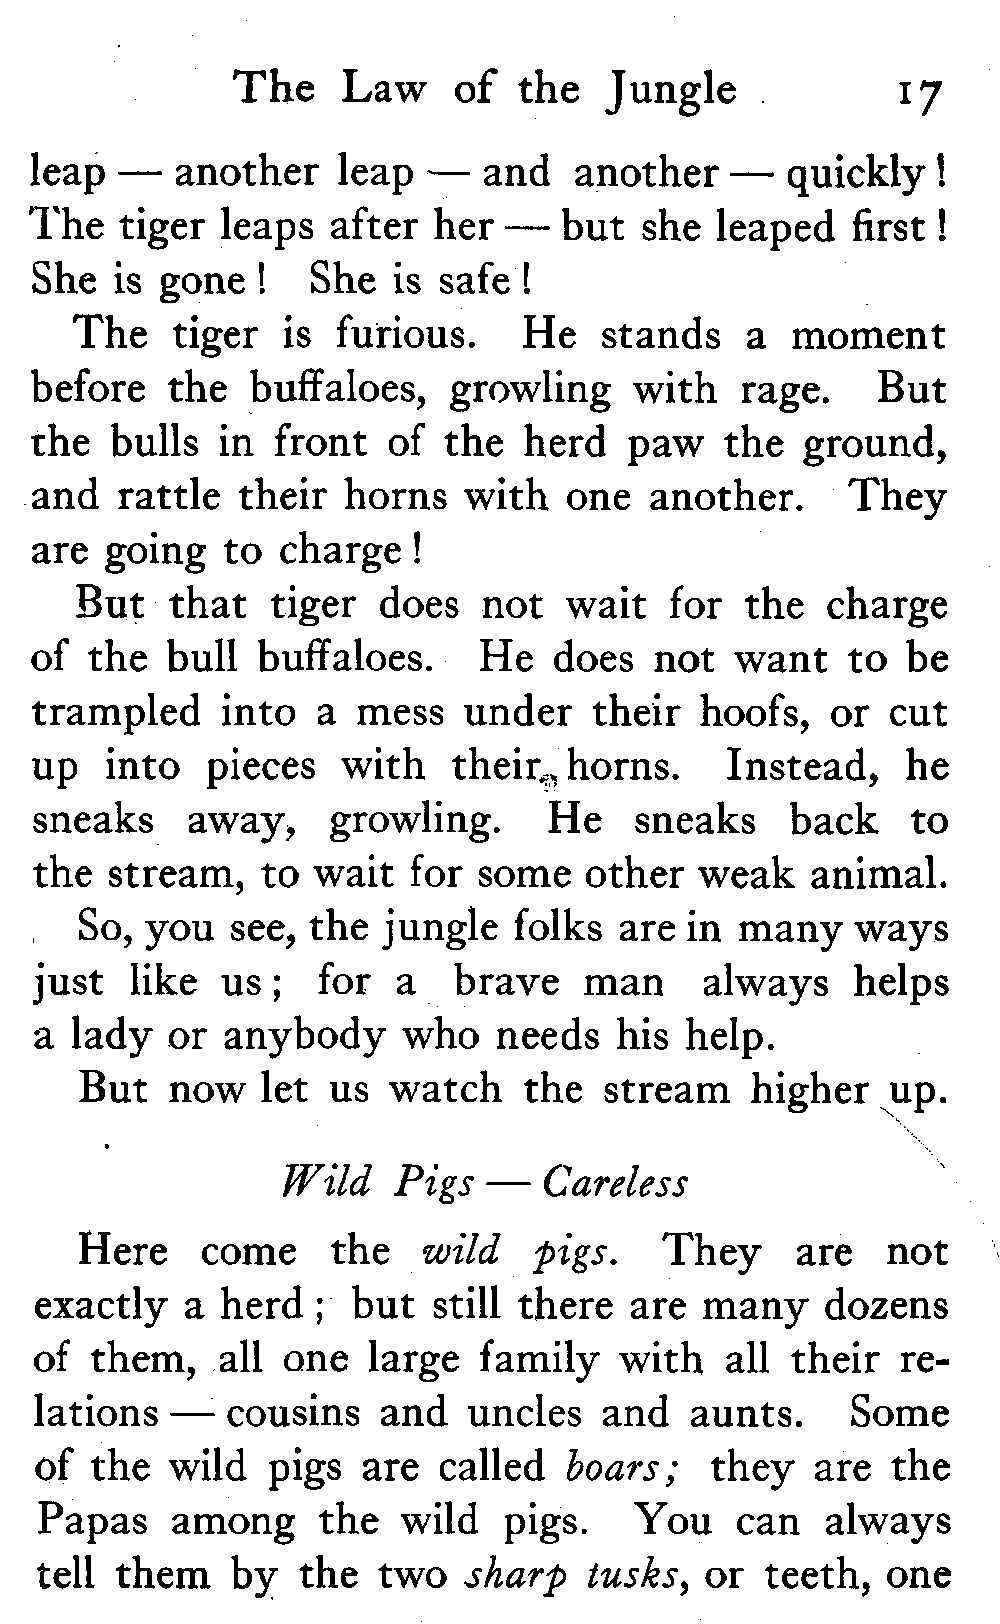 The Law of the Jungle 17
leap — another leap — and another — quickly!
The tiger leaps after her — but she leaped first!
She is gone! She is safe!
The tiger is furious. He stands a moment
before the buffaloes, growling with rage. But
the bulls in front of the herd paw the ground,
and rattle their horns with one another. They
are going to charge!
But that tiger does not wait for the charge
of the bull buffaloes. He does not want to be
trampled into a mess under their hoofs, or cut
up into pieces with their horns. Instead, he
sneaks away, growling. He sneaks back to
the stream, to wait for some other weak animal.
So, you see, the jungle folks are in many ways
just like us; for a brave man always helps
a lady or anybody who needs his help.
But now let us watch the stream higher up.
Wild Pigs — Careless
Here come the wild pigs. They are not
exactly a herd; but still there are many dozens
of them, all one large family with all their re-
lations — cousins and uncles and aunts. Some
of the wild pigs are called boars; they are the
Papas among the wild pigs. You can always
tell them by the two sharp tusks, or teeth, one